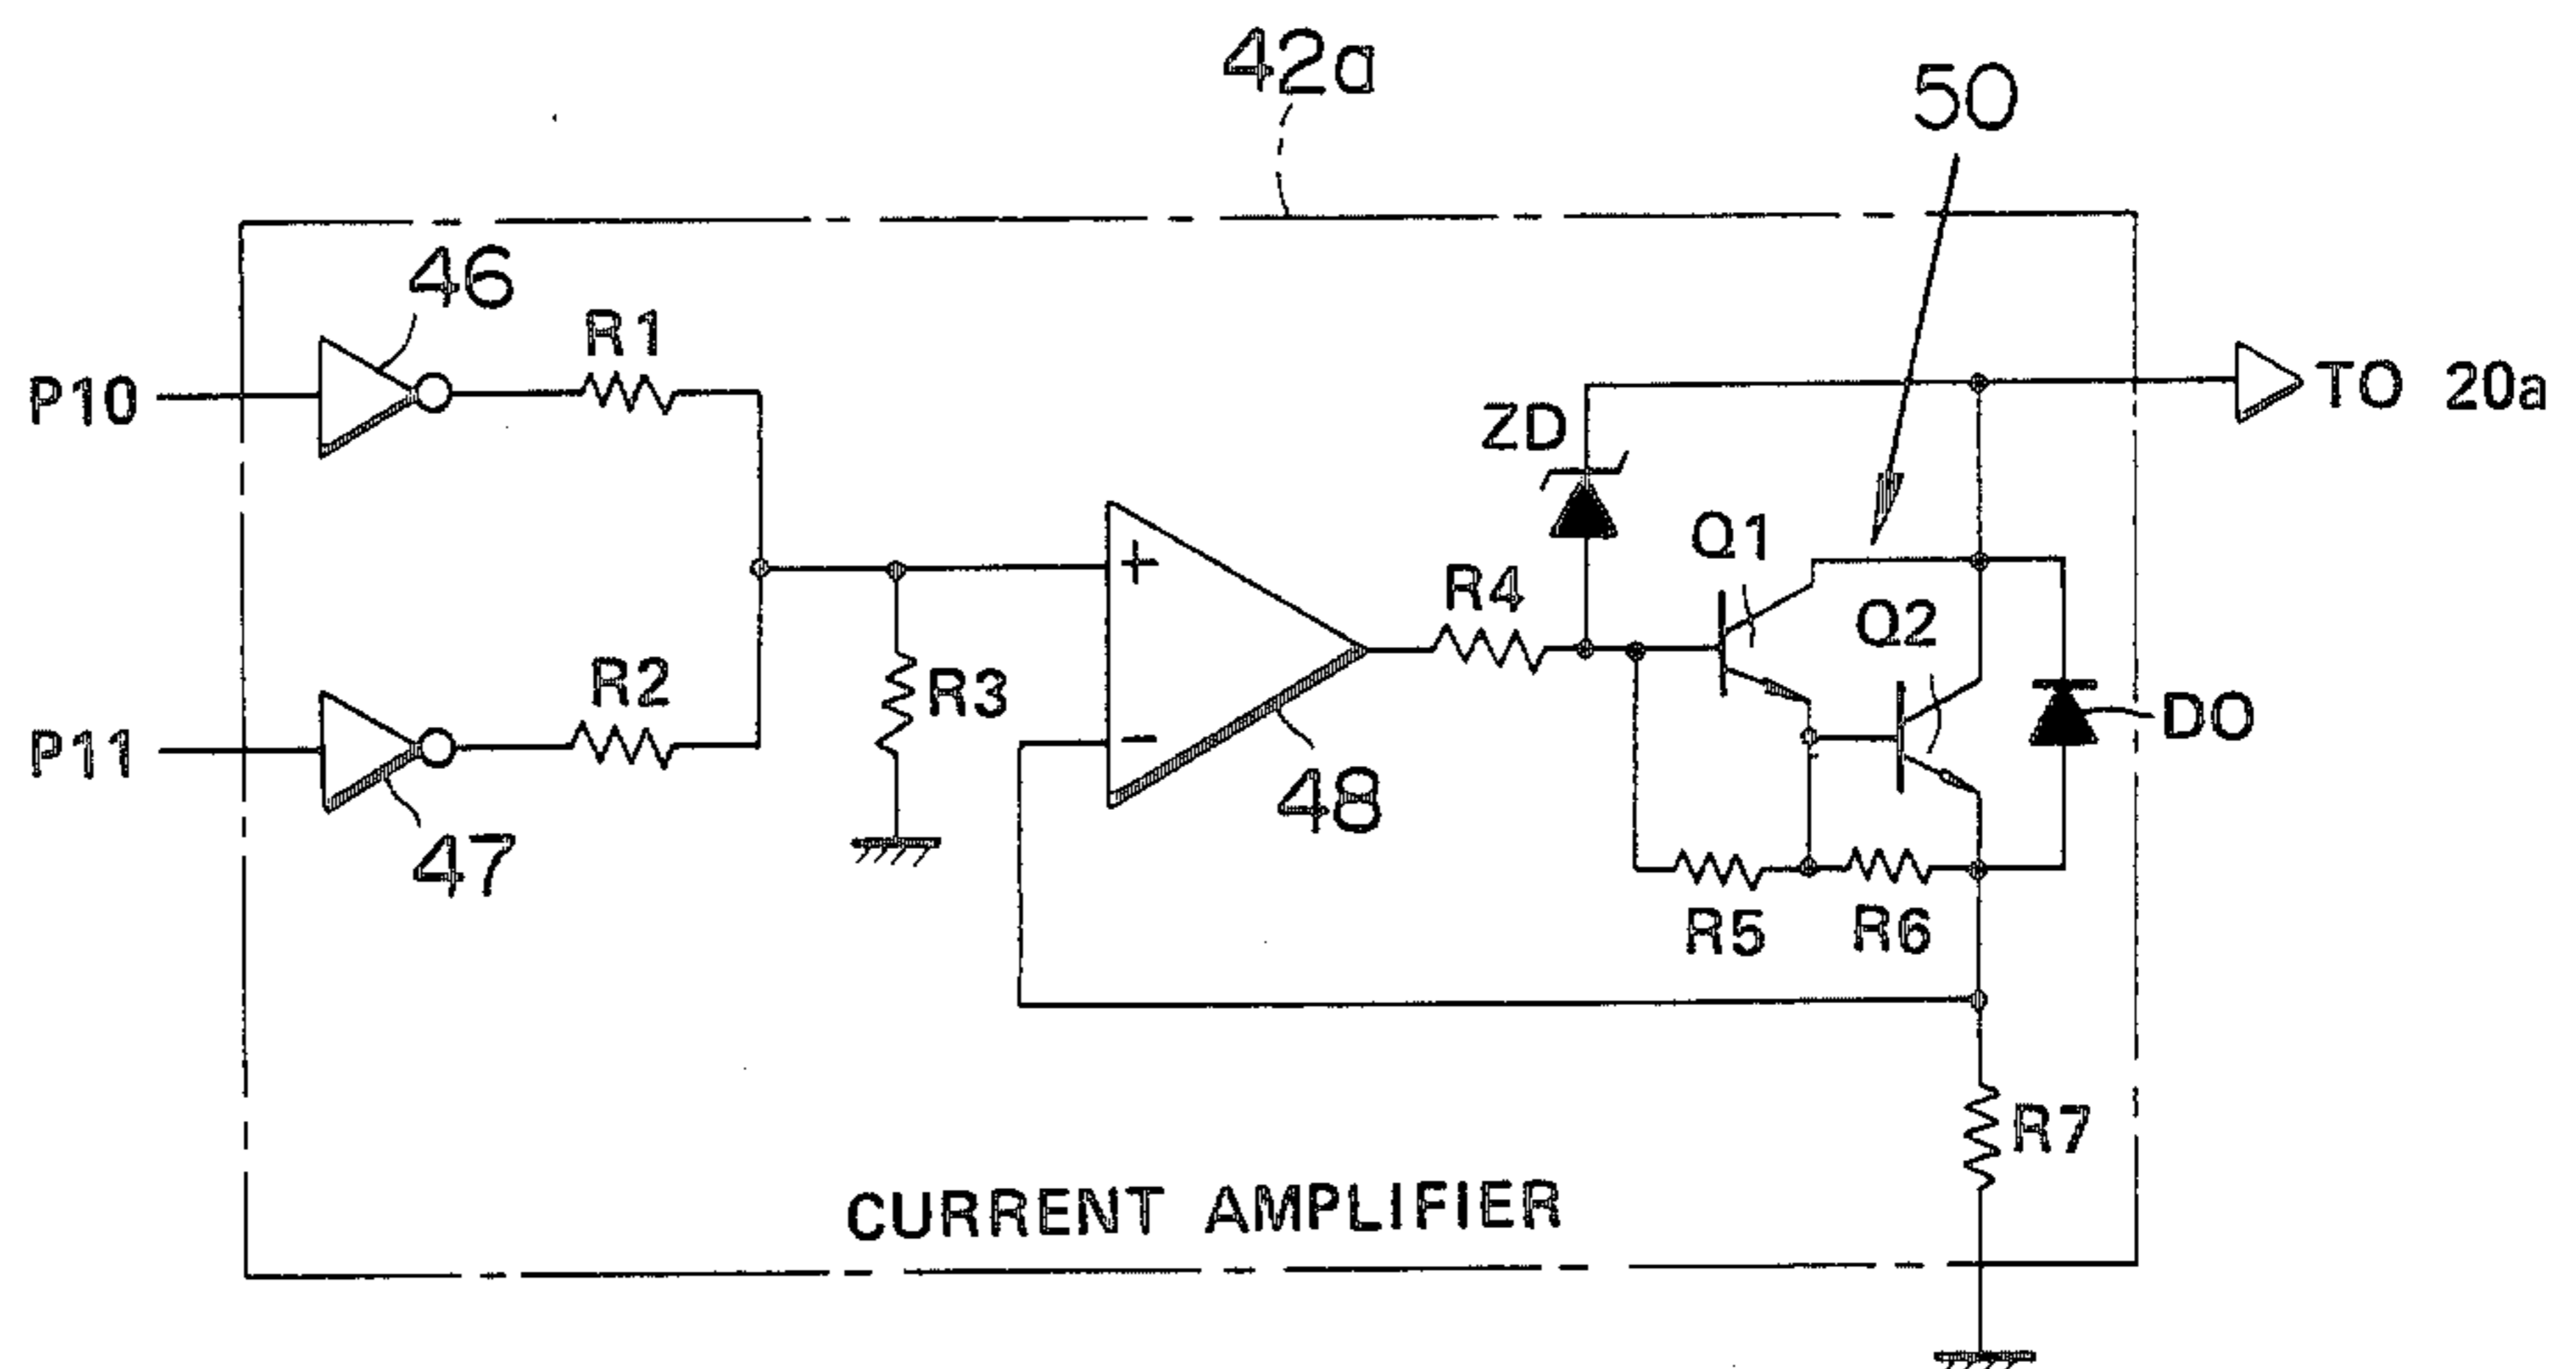 42a
50
46
R1
P10
TO 20a
ZD
Q1
R4
Q2
+
R2
R3
DO
P11
-
48
47
R5
R6
R7
CURRENT AMPLIFIER